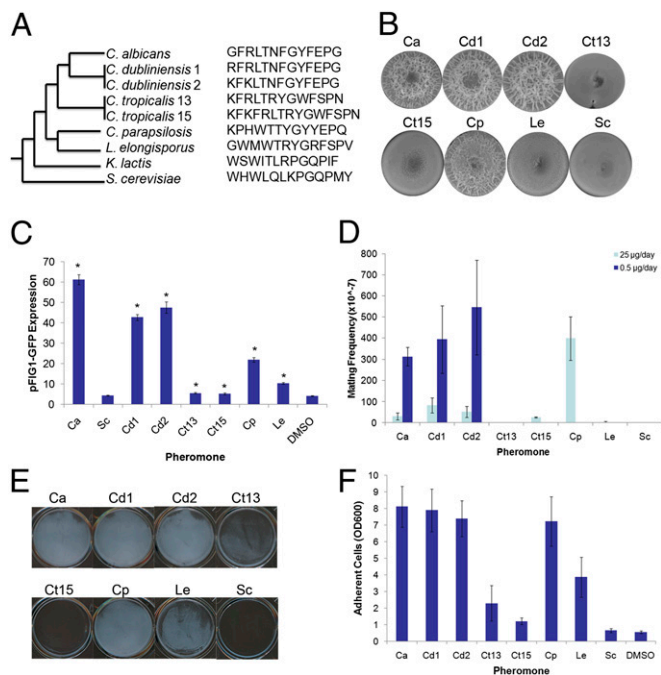 A
C. albicans GFRLTNFGYFEPG
C. dubliniensis 1 RFRLTNFGYFEPG
C. dubliniensis 2 KFKLTNFGYFEPG
C. tropicalis 13 KFRLTRYGWFSPN
C. tropicalis 15 KFKFRLTRYGWFSPN
C. parapsilosis KPHWTTYGYYEPQ
L. elongisporus GWMWTRYGRFSPV
K. lactis WSWITLRPGQPIF
S. cerevisiae WHWLQLKPGQPMY
B
Ca Cd1 Cd2 Ct13
Ct15 Cp Le Sc
C
pFIG1-GFP Expression
70
60
50
40
30
20
10
0
* * * * * * *
Ca Sc Cd1 Cd2 Ct13 Ct15 Cp Le DMSO
Pheromone
D
25 µg/day
0.5 µg/day
Mating Frequency(x10^-7)
800
700
600
500
400
300
200
100
0
Ca Cd1 Cd2 Ct13 Ct15 Cp Le Sc
Pheromone
E
Ca Cd1 Cd2 Ct13
Ct15 Cp Le Sc
F
Adherent Cells (OD600)
10
9
8
7
6
5
4
3
2
1
0
Ca Cd1 Cd2 Ct13 Ct15 Cp Le Sc DMSO
Pheromone